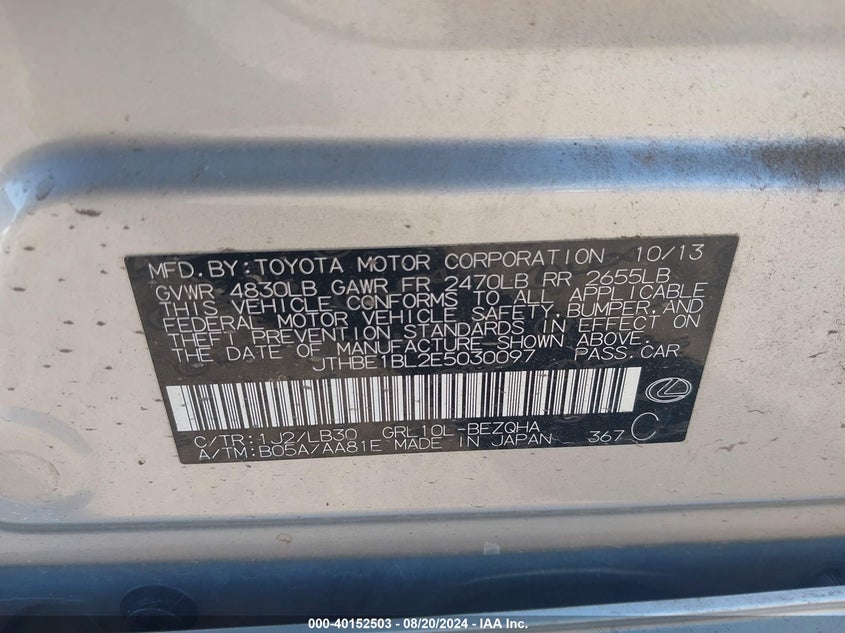 MFD. BY: TOYOTA MOTOR CORPORATION 10/13
GVWR 4830LB GAWR FR 2470LB RR 2655LB
THIS VEHICLE CONFORMS TO ALL APPLICABLE
FEDERAL MOTOR VEHICLE SAFETY, BUMPER, AND
THEFT PREVENTION STANDARDS IN EFFECT ON
THE DATE OF MANUFACTURE SHOWN ABOVE.
JTHBE1BL2E5030097 PASS.CAR
C/TR:1J2/LB30 GRL10L-BEZQHA
A/TM:B05A/AA81E MADE IN JAPAN 367 C
000-40152503 - 08/20/2024 - IAA Inc.